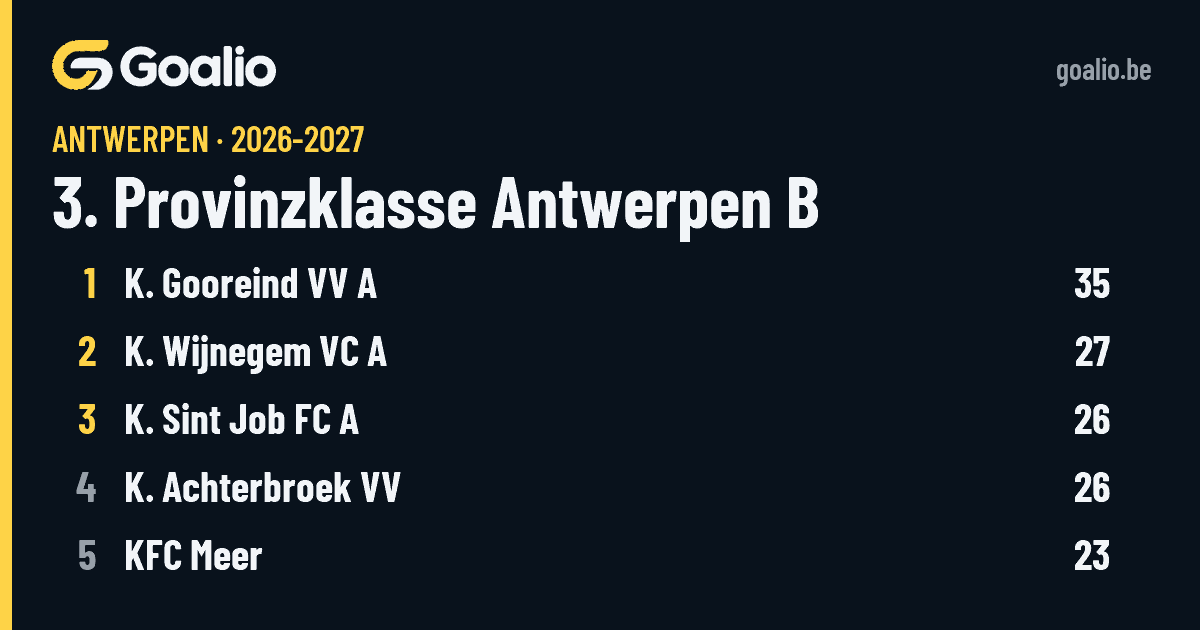 Goalio
goalio.be
ANTWERPEN · 2026-2027
3. Provinzklasse Antwerpen B
1 K. Gooreind VV A 35
2 K. Wijnegem VC A 27
3 K. Sint Job FC A 26
4 K. Achterbroek VV 26
5 KFC Meer 23